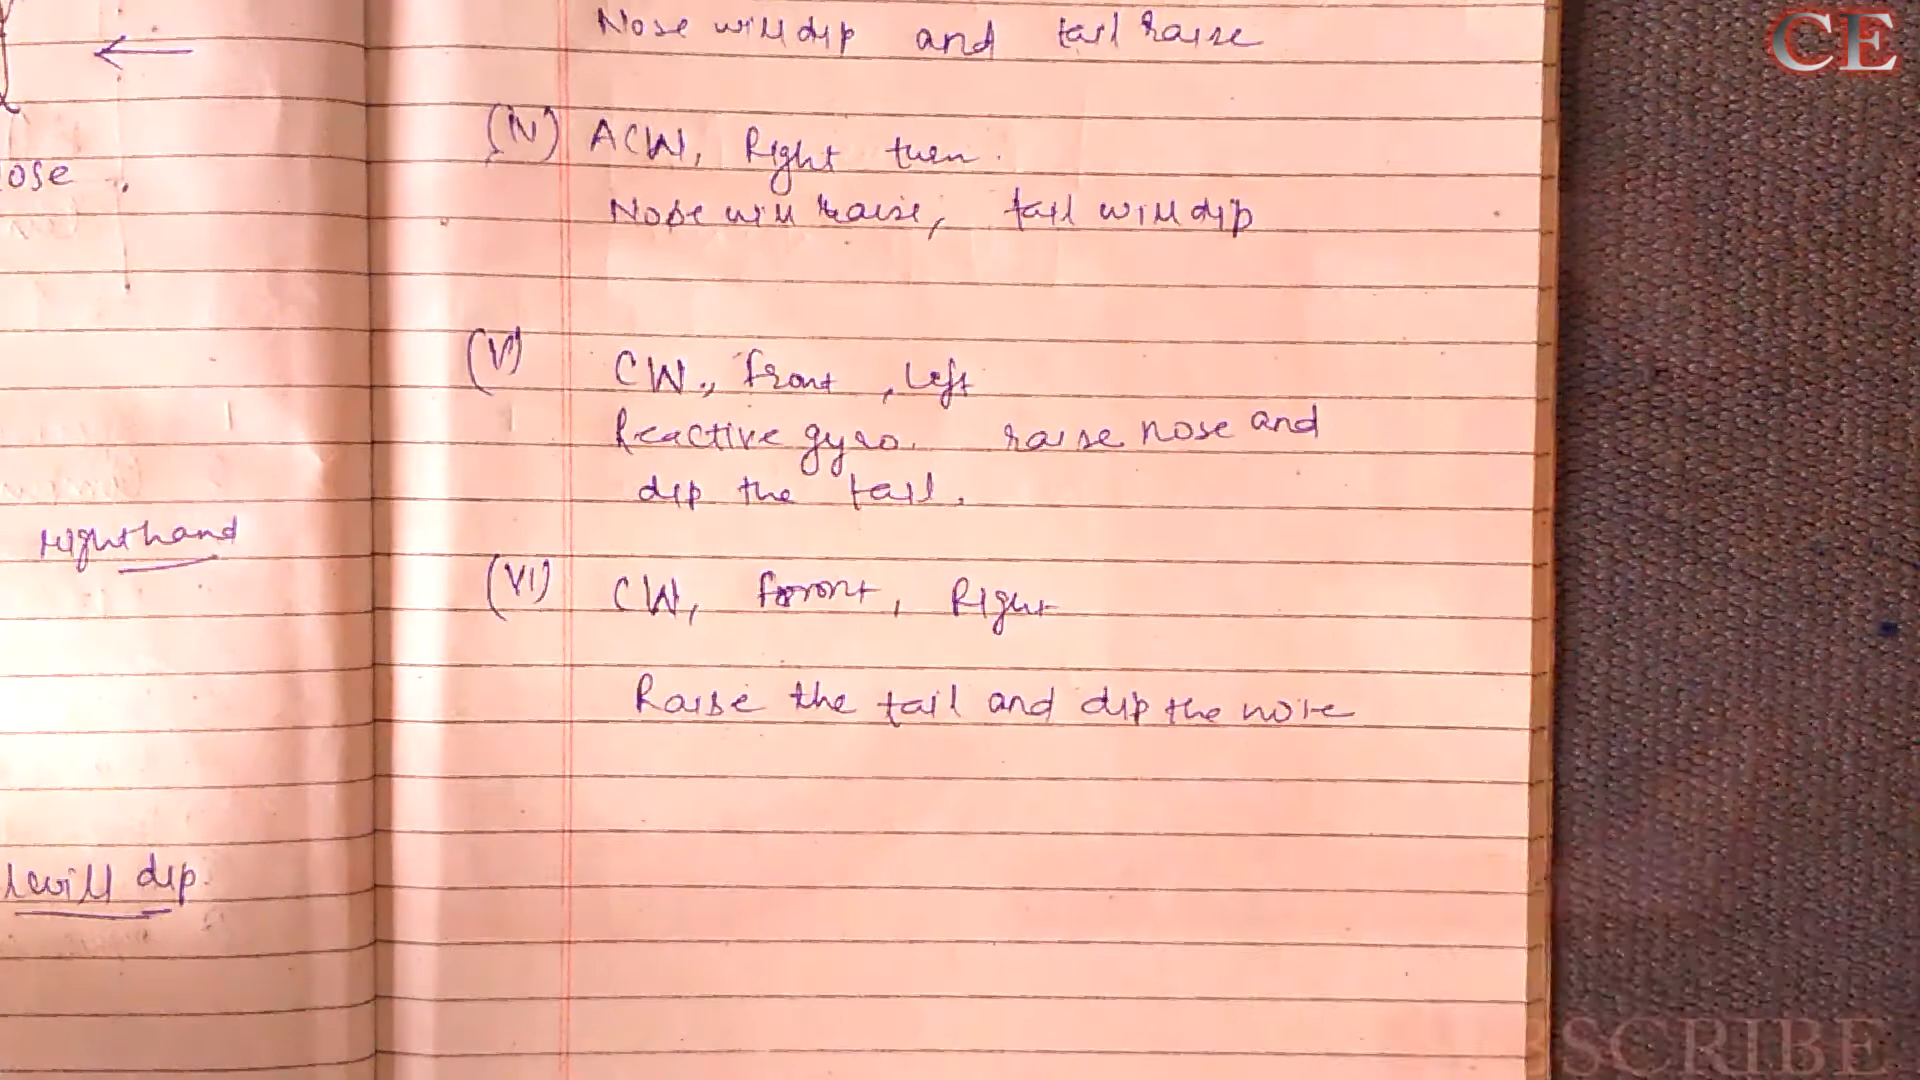 ose
righthand
lwill dip.
Nose will dip and tail raise
(IV) ACW, Right turn.
Nose will raise, tail will dip
(V) CW, front, Left
Reactive gyro. raise nose and
dip the tail.
(VI) CW, Foront, Right
Raise the tail and dip the nose
CE
SCRIBE